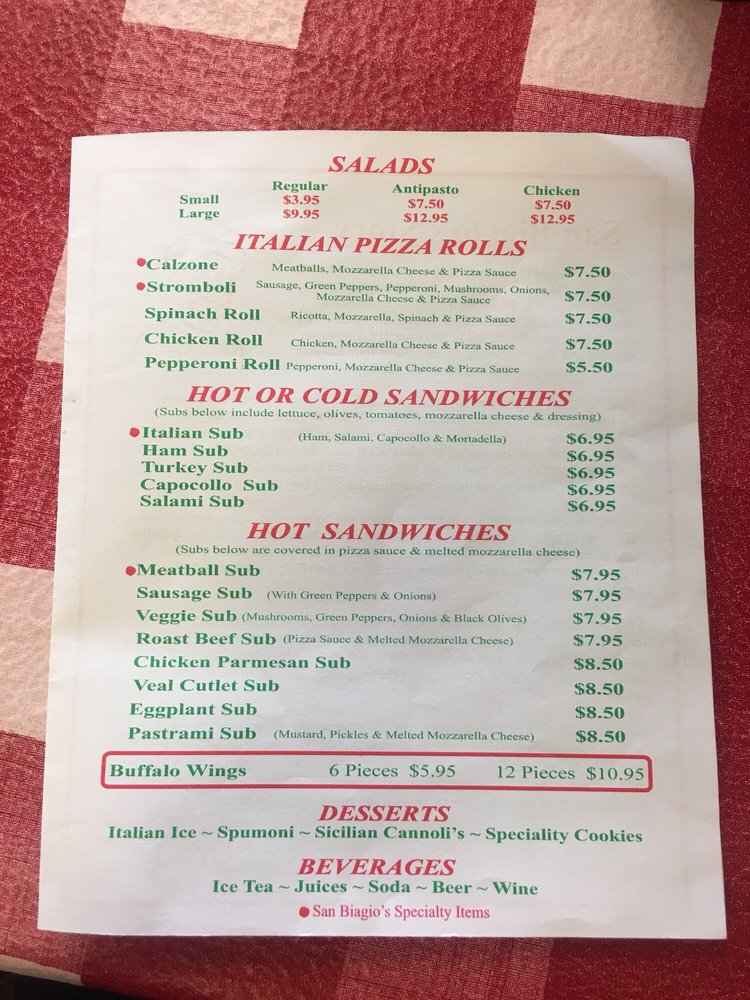 SALADS
Regular Antipasto Chicken
Small $3.95 $7.50 $7.50
Large $9.95 $12.95 $12.95
ITALIAN PIZZA ROLLS
Calzone Meatballs, Mozzarella Cheese & Pizza Sauce $7.50
Stromboli Sausage, Green Peppers, Pepperoni, Mushrooms, Onions,
Mozzarella Cheese & Pizza Sauce $7.50
Spinach Roll Ricotta, Mozzarella, Spinach & Pizza Sauce $7.50
Chicken Roll Chicken, Mozzarella Cheese & Pizza Sauce $7.50
Pepperoni Roll Pepperoni, Mozzarella Cheese & Pizza Sauce $5.50
HOT OR COLD SANDWICHES
(Subs below include lettuce, olives, tomatoes, mozzarella cheese & dressing)
Italian Sub (Ham, Salami, Capocollo & Mortadella) $6.95
Ham Sub $6.95
Turkey Sub $6.95
Capocollo Sub $6.95
Salami Sub $6.95
HOT SANDWICHES
(Subs below are covered in pizza sauce & melted mozzarella cheese)
Meatball Sub $7.95
Sausage Sub (With Green Peppers & Onions) $7.95
Veggie Sub (Mushrooms, Green Peppers, Onions & Black Olives) $7.95
Roast Beef Sub (Pizza Sauce & Melted Mozzarella Cheese) $7.95
Chicken Parmesan Sub $8.50
Veal Cutlet Sub $8.50
Eggplant Sub $8.50
Pastrami Sub (Mustard, Pickles & Melted Mozzarella Cheese) $8.50
Buffalo Wings 6 Pieces $5.95 12 Pieces $10.95
DESSERTS
Italian Ice ~ Spumoni ~ Sicilian Cannoli's ~ Speciality Cookies
BEVERAGES
Ice Tea ~ Juices ~ Soda ~ Beer ~ Wine
San Biagio's Specialty Items